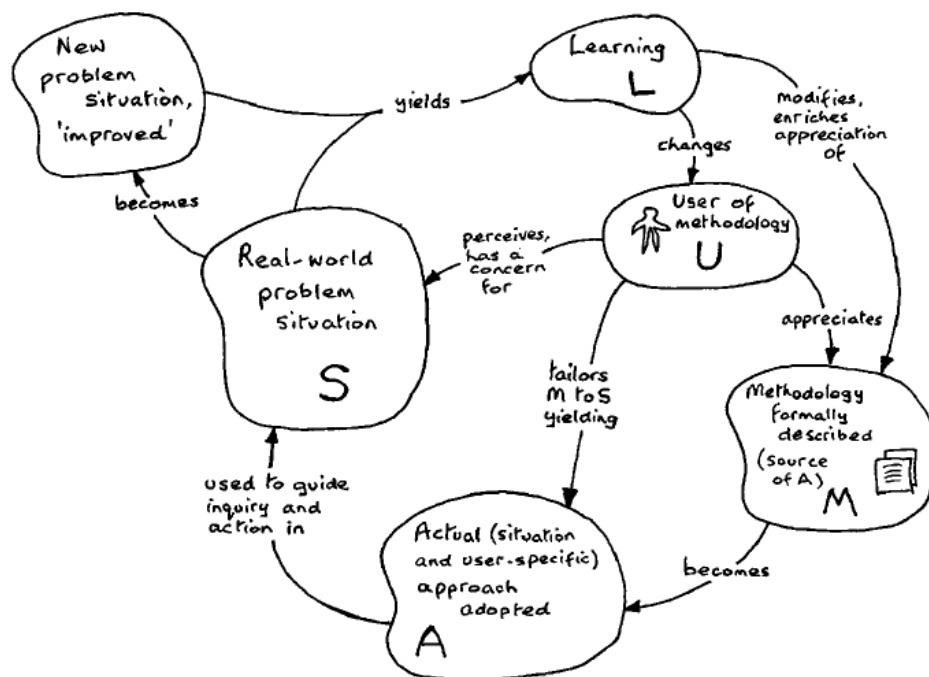 New
problem
situation,
'improved'
yields
Learning
L
modifies,
enriches
appreciation
of
changes
becomes
User of
methodology
U
perceives,
has a
concern
for
Real-world
problem
situation
S
appreciates
tailors
M to S
yielding
Methodology
formally
described
(source
of A)
M
used to guide
inquiry and
action in
Actual (situation
and user-specific)
approach
adopted
A
becomes